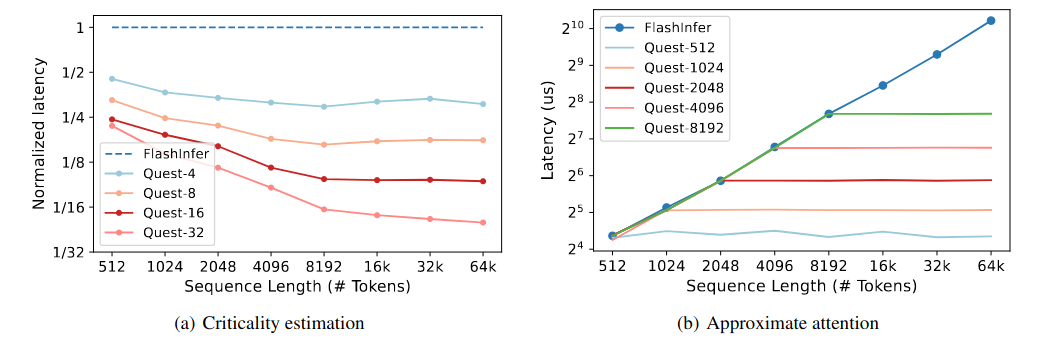 Normalized latency
1
1/2
1/4
1/8
1/16
1/32
FlashInfer
Quest-4
Quest-8
Quest-16
Quest-32
512 1024 2048 4096 8192 16k 32k 64k
Sequence Length (# Tokens)
(a) Criticality estimation
Latency (us)
2^10
2^9
2^8
2^7
2^6
2^5
2^4
FlashInfer
Quest-512
Quest-1024
Quest-2048
Quest-4096
Quest-8192
512 1024 2048 4096 8192 16k 32k 64k
Sequence Length (# Tokens)
(b) Approximate attention